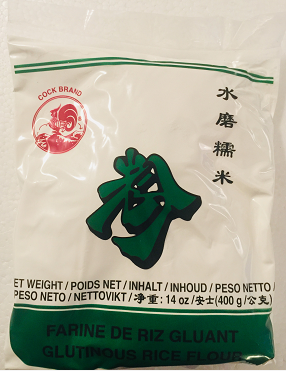 COCK BRAND™
水磨糯米
粉
ET WEIGHT / POIDS NET / INHALT / INHOUD / PESO NETTO /
PESO NETO / NETTOVIKT / 净重: 14 oz /安士(400 g /公克)
FARINE DE RIZ GLUANT
GLUTINOUS RICE FLOUR